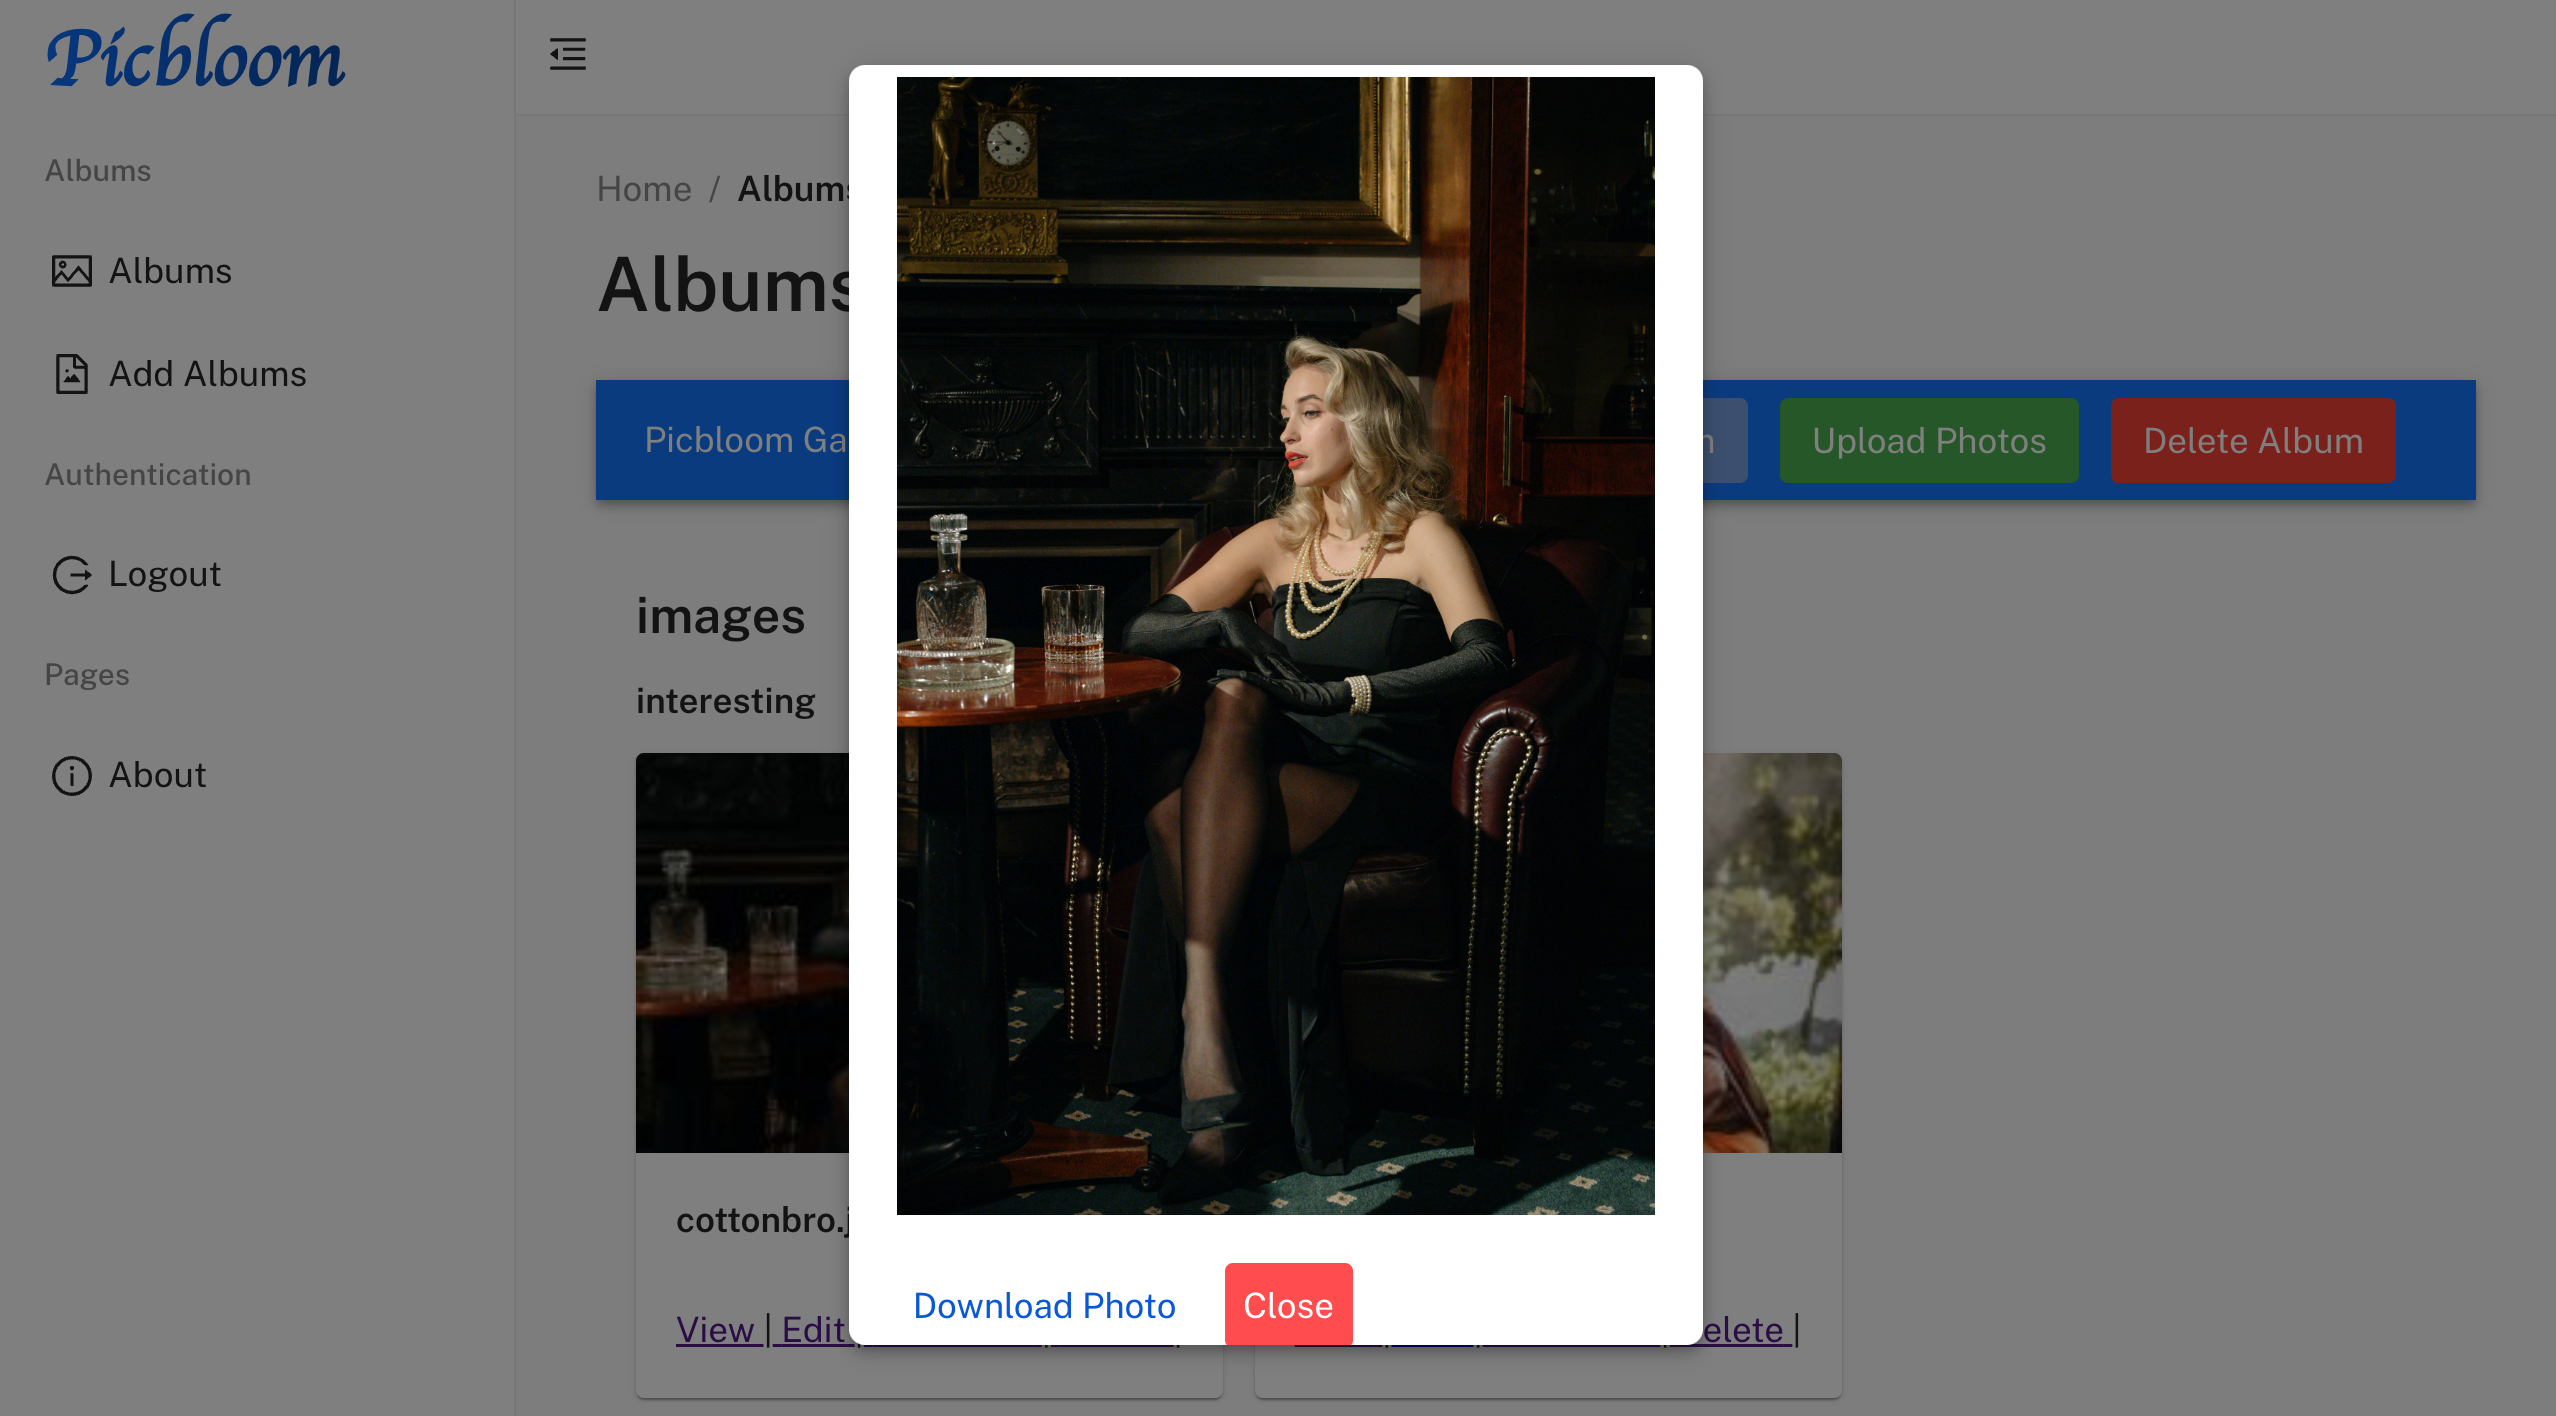 Picbloom
Albums
Albums
Add Albums
Authentication
Logout
Pages
About
Home / Albums
Albums
Picbloom Ga
Upload Photos
Delete Album
images
interesting
cottonbro.j
View | Edit
elete |
Download Photo
Close